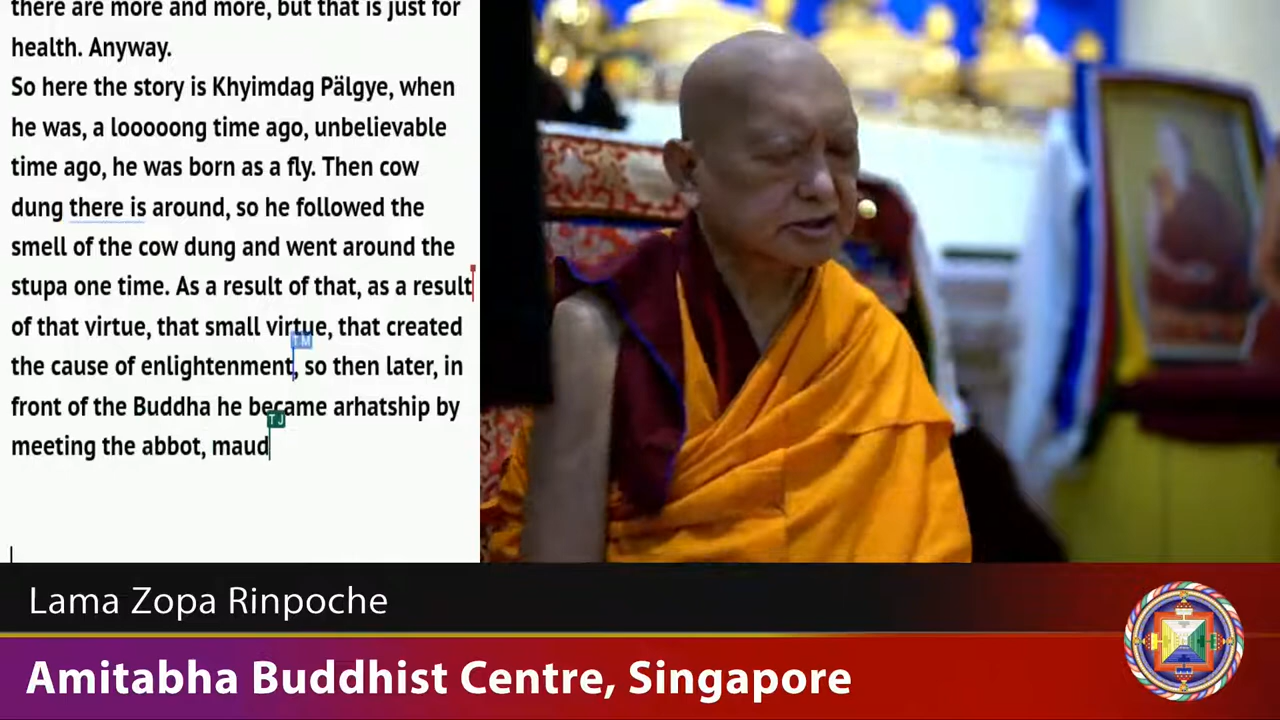 there are more and more, but that is just for
health. Anyway.
So here the story is Khyimdag Pälgye, when
he was, a looooong time ago, unbelievable
time ago, he was born as a fly. Then cow
dung there is around, so he followed the
smell of the cow dung and went around the
stupa one time. As a result of that, as a result
of that virtue, that small virtue, that created
TM
the cause of enlightenment, so then later, in
front of the Buddha he became arhatship by
TJ
meeting the abbot, maud
Lama Zopa Rinpoche
Amitabha Buddhist Centre, Singapore